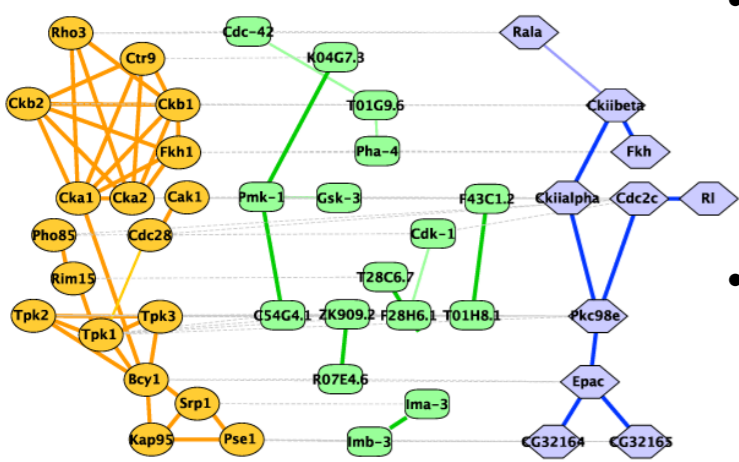 Rho3 Cdc-42 Rala
Ctr9 K04G7.3
Ckb2 Ckb1 T01G9.6 Ckiibeta
Fkh1 Pha-4 Fkh
Cka1 Cka2 Cak1 Pmk-1 Gsk-3 F43C1.2 Ckiialpha Cdc2c Rl
Pho85 Cdc28 Cdk-1
Rim15 T28C6.7
Tpk2 Tpk3 C54G4.1 ZK909.2 F28H6.1 T01H8.1 Pkc98e
Tpk1
Bcy1 R07E4.6 Epac
Srp1 Ima-3
Kap95 Pse1 Imb-3 CG32164 CG32165